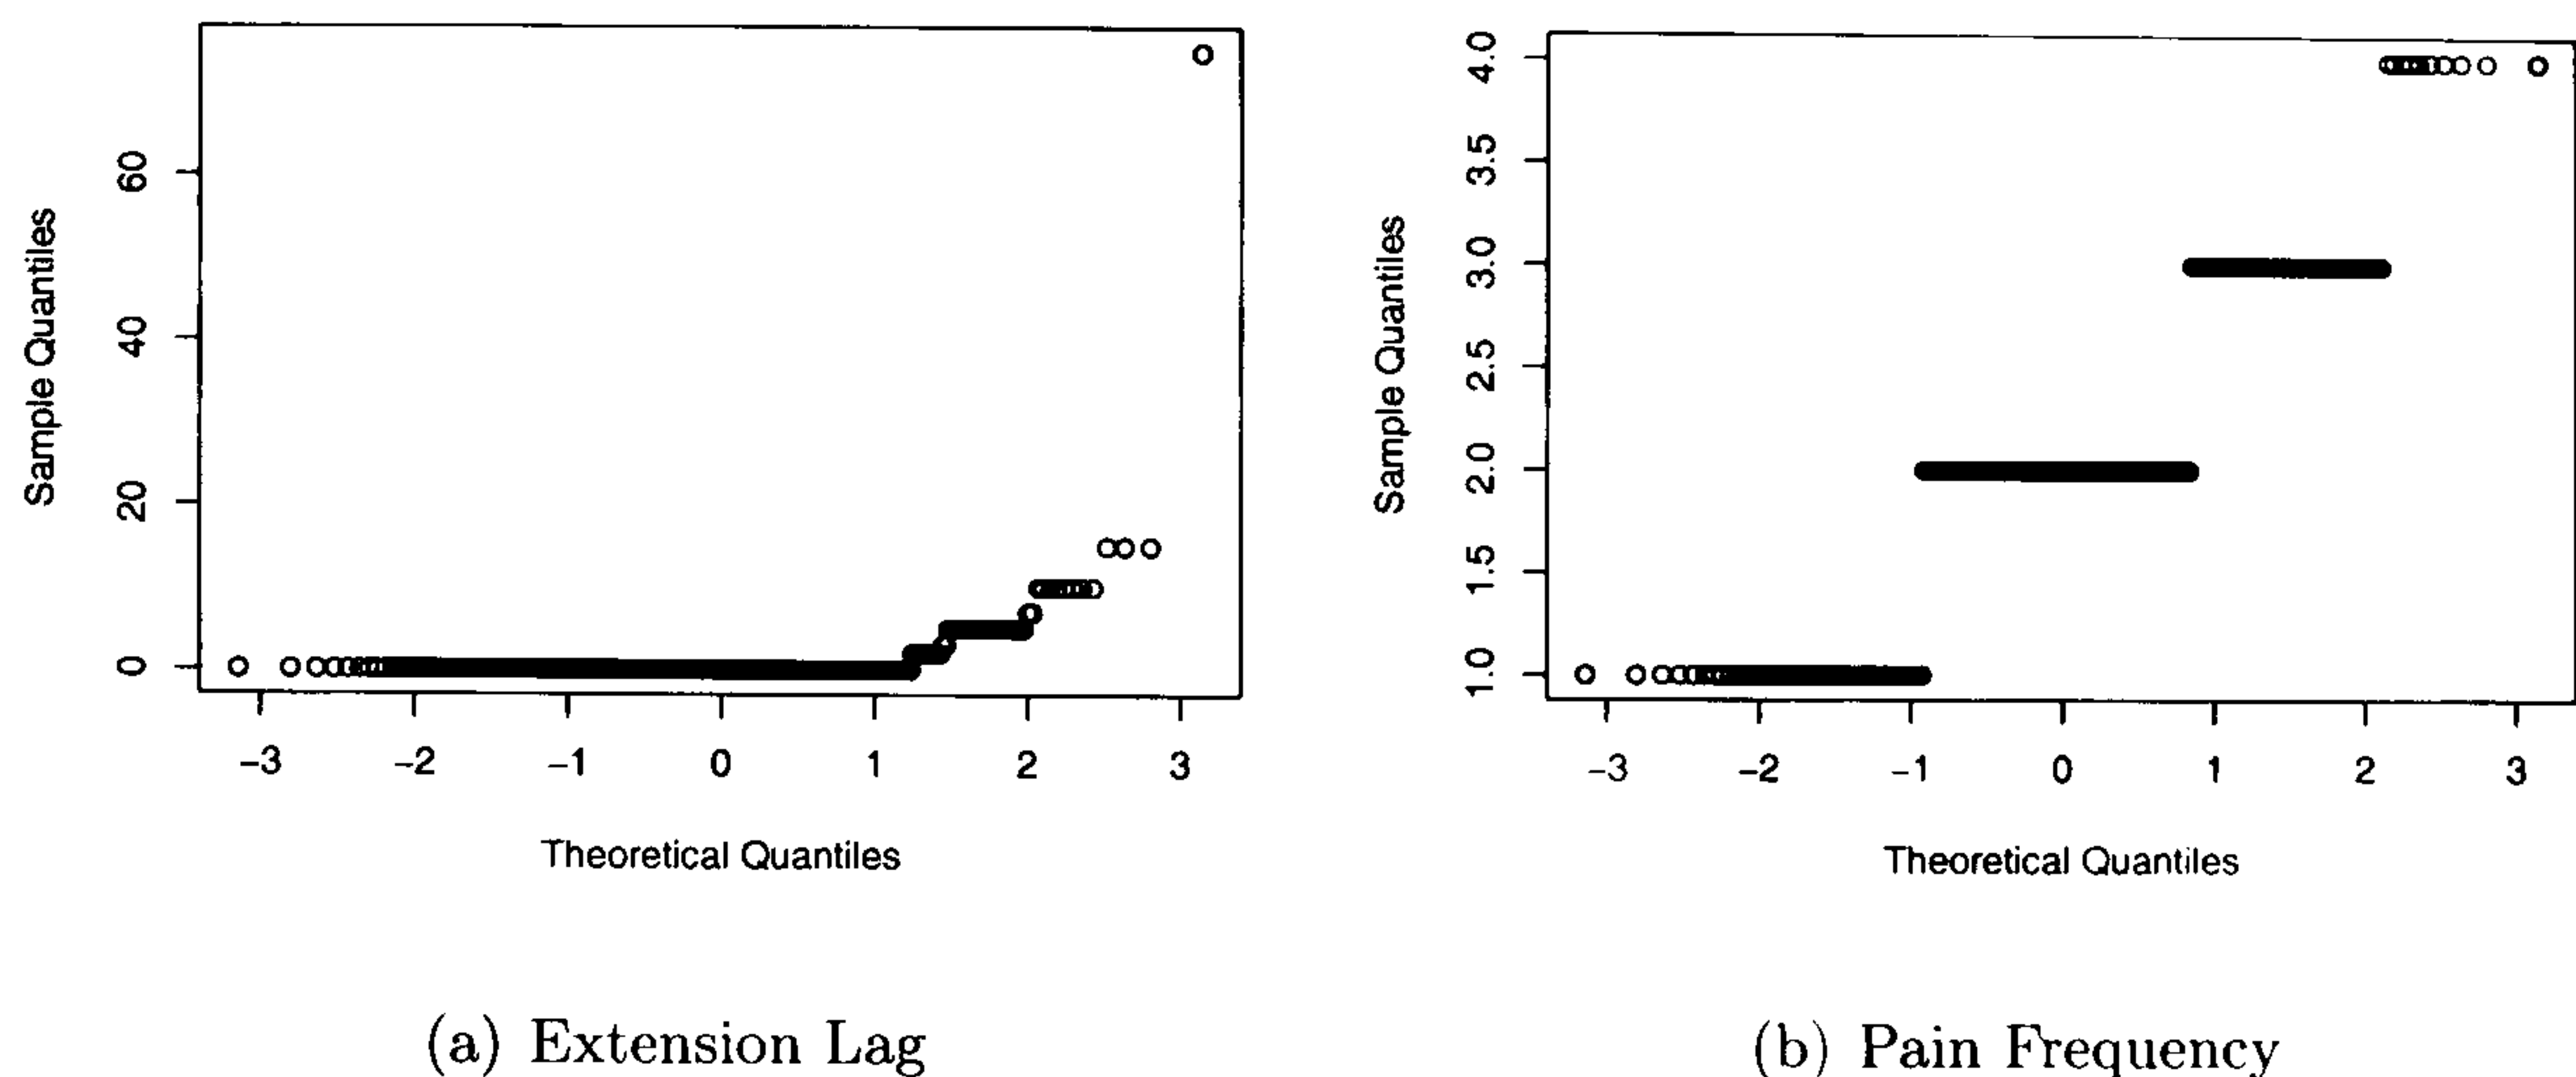 Sample Quantiles
60
40
20
0
−3 −2 −1 0 1 2 3
Theoretical Quantiles
(a) Extension Lag
Sample Quantiles
4.0
3.5
3.0
2.5
2.0
1.5
1.0
−3 −2 −1 0 1 2 3
Theoretical Quantiles
(b) Pain Frequency